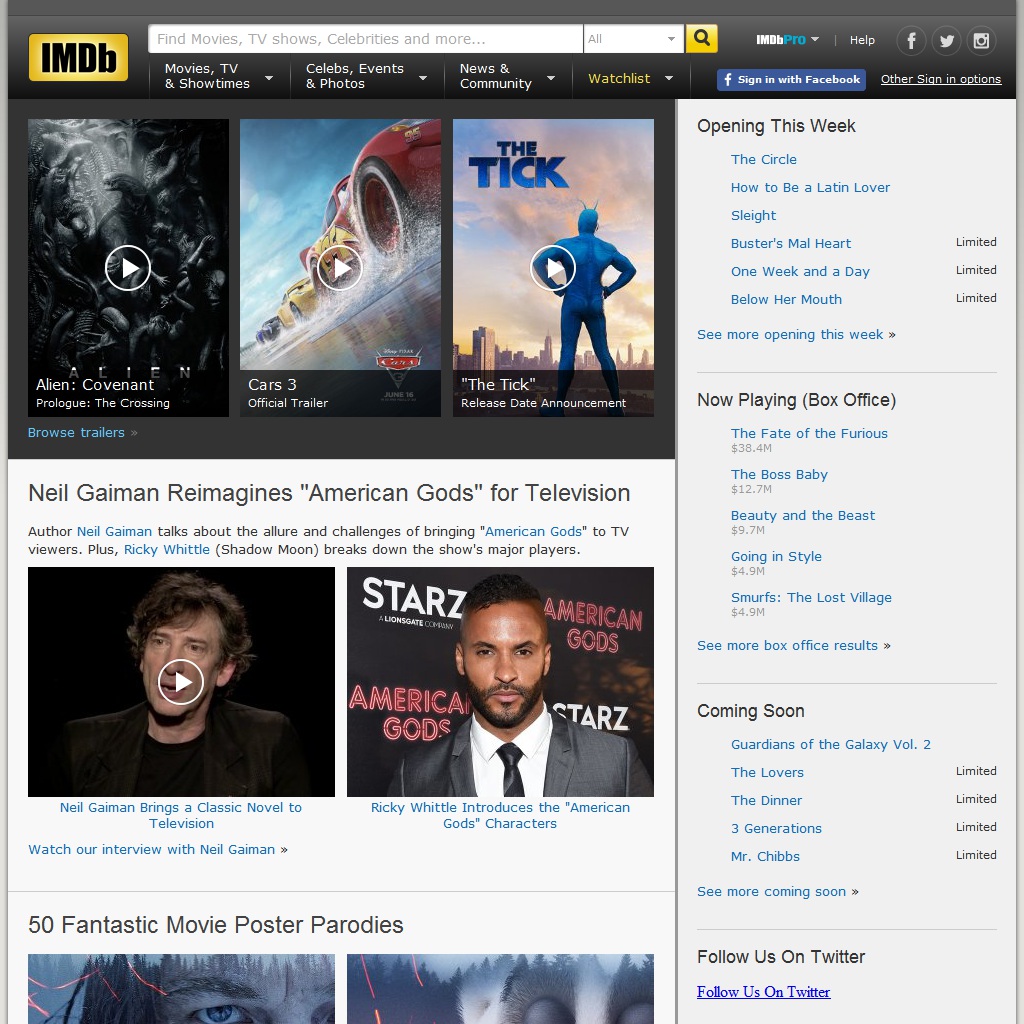 IMDb
Find Movies, TV shows, Celebrities and more...
All
IMDbPro
Help
Movies, TV
& Showtimes
Celebs, Events
& Photos
News &
Community
Watchlist
Sign in with Facebook
Other Sign in options
THE
TICK
95
ALIEN
Disney PIXAR
Cars
3
JUNE 16
Alien: Covenant
Prologue: The Crossing
Cars 3
Official Trailer
"The Tick"
Release Date Announcement
Browse trailers »
Neil Gaiman Reimagines "American Gods" for Television
Author Neil Gaiman talks about the allure and challenges of bringing "American Gods" to TV
viewers. Plus, Ricky Whittle (Shadow Moon) breaks down the show's major players.
STARZ
A LIONSGATE COMPANY
AMERICAN
GODS
AMERICA
GODS
STARZ
Neil Gaiman Brings a Classic Novel to
Television
Ricky Whittle Introduces the "American
Gods" Characters
Watch our interview with Neil Gaiman »
50 Fantastic Movie Poster Parodies
Opening This Week
The Circle
How to Be a Latin Lover
Sleight
Buster's Mal Heart Limited
One Week and a Day Limited
Below Her Mouth Limited
See more opening this week »
Now Playing (Box Office)
The Fate of the Furious
$38.4M
The Boss Baby
$12.7M
Beauty and the Beast
$9.7M
Going in Style
$4.9M
Smurfs: The Lost Village
$4.9M
See more box office results »
Coming Soon
Guardians of the Galaxy Vol. 2
The Lovers Limited
The Dinner Limited
3 Generations Limited
Mr. Chibbs Limited
See more coming soon »
Follow Us On Twitter
Follow Us On Twitter